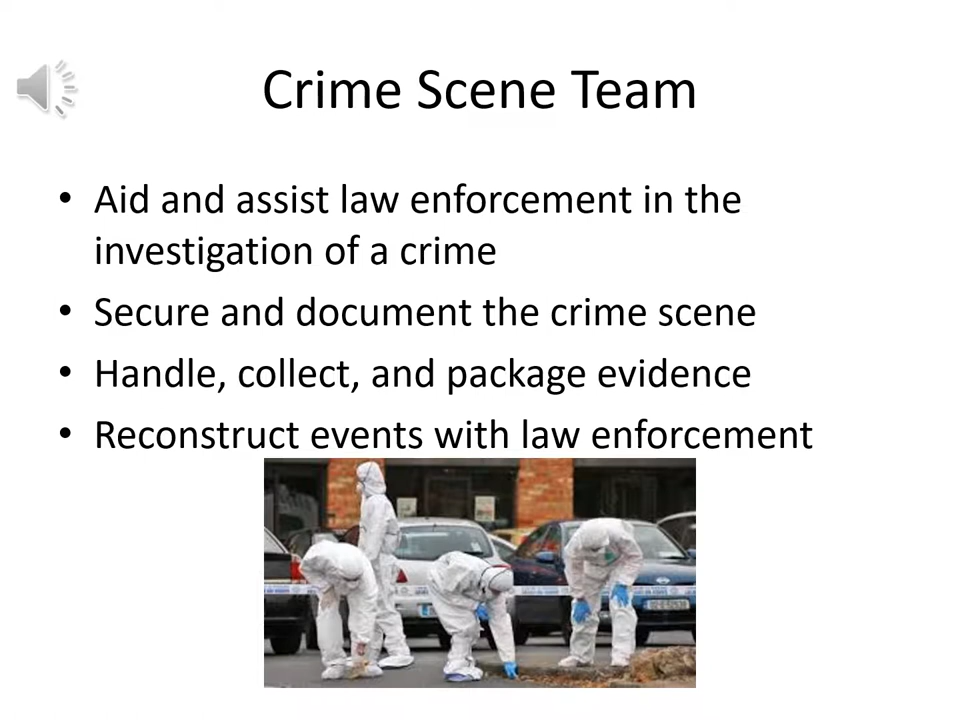 Crime Scene Team
• Aid and assist law enforcement in the
investigation of a crime
• Secure and document the crime scene
• Handle, collect, and package evidence
• Reconstruct events with law enforcement